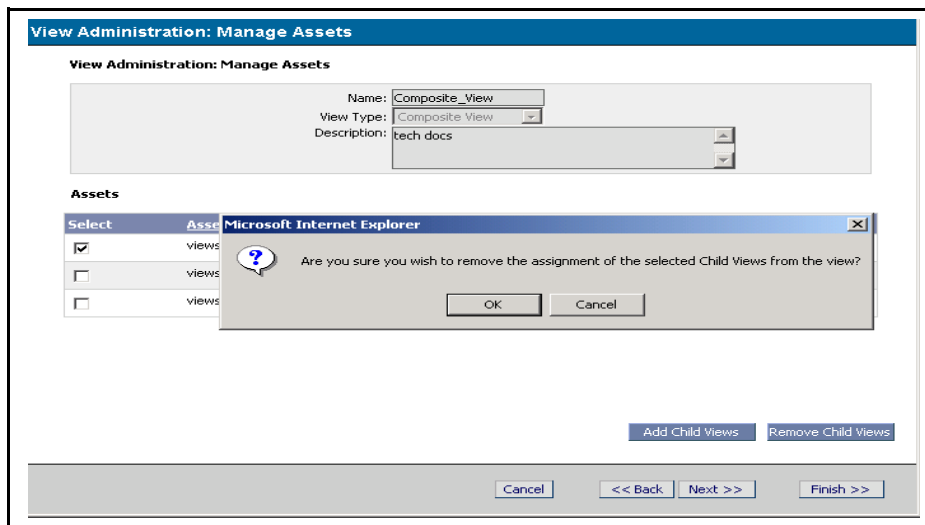 View Administration: Manage Assets
View Administration: Manage Assets
Name: Composite_View
View Type: Composite View
Description: tech docs
Assets
Select Asse
Microsoft Internet Explorer
views
? Are you sure you wish to remove the assignment of the selected Child Views from the view?
views
OK Cancel
views
Add Child Views Remove Child Views
Cancel << Back Next >> Finish >>